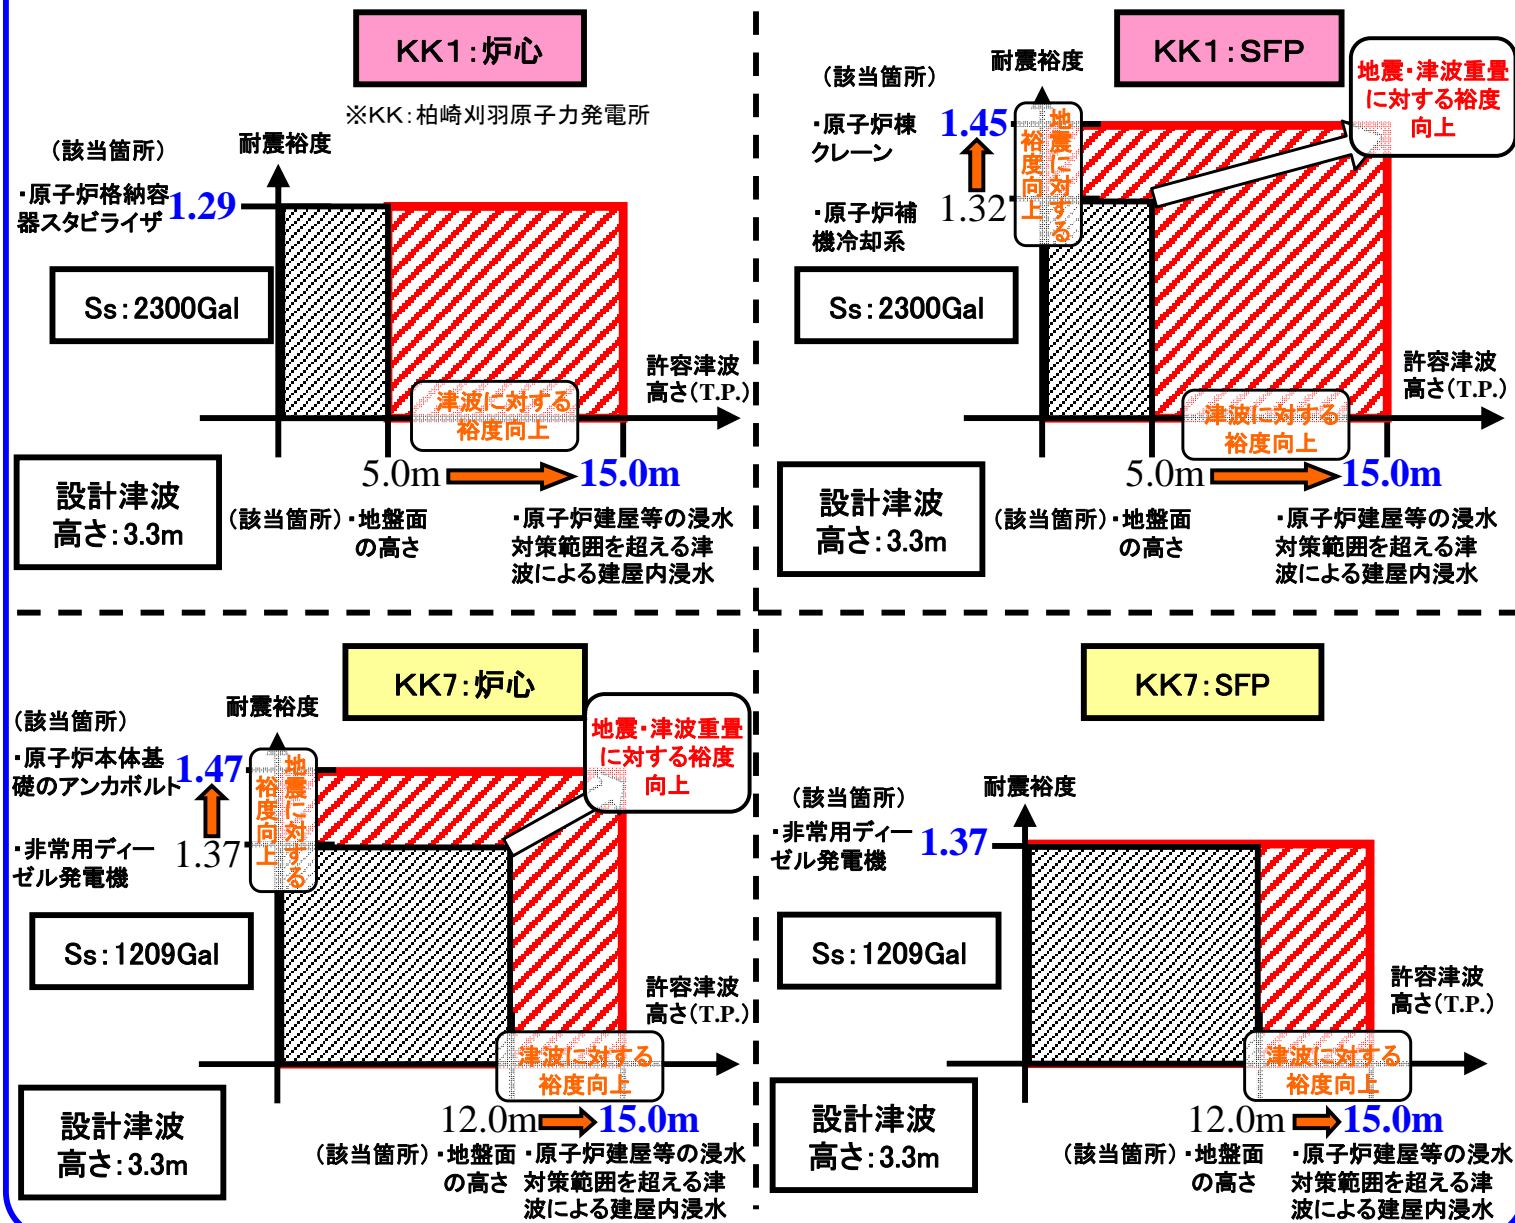 KK1：炉心
※KK：柏崎刈羽原子力発電所
（該当箇所）
耐震裕度
・原子炉格納容
器スタビライザ
1.29
Ss：2300Gal
許容津波
高さ(T.P.)
津波に対する
裕度向上
5.0m
15.0m
設計津波
高さ：3.3m
（該当箇所）
・地盤面
の高さ
・原子炉建屋等の浸水
対策範囲を超える津
波による建屋内浸水
KK1：SFP
耐震裕度
（該当箇所）
地震・津波重畳
に対する裕度
向上
・原子炉棟
クレーン
1.45
地震に対する
裕度向上
1.32
・原子炉補
機冷却系
Ss：2300Gal
許容津波
高さ(T.P.)
津波に対する
裕度向上
5.0m
15.0m
設計津波
高さ：3.3m
（該当箇所）
・地盤面
の高さ
・原子炉建屋等の浸水
対策範囲を超える津
波による建屋内浸水
KK7：炉心
耐震裕度
（該当箇所）
地震・津波重畳
に対する裕度
向上
・原子炉本体基
礎のアンカボルト
1.47
地震に対する
裕度向上
1.37
・非常用ディー
ゼル発電機
Ss：1209Gal
許容津波
高さ(T.P.)
津波に対する
裕度向上
12.0m
15.0m
設計津波
高さ：3.3m
（該当箇所）
・地盤面
の高さ
・原子炉建屋等の浸水
対策範囲を超える津
波による建屋内浸水
KK7：SFP
耐震裕度
（該当箇所）
・非常用ディー
ゼル発電機
1.37
Ss：1209Gal
許容津波
高さ(T.P.)
津波に対する
裕度向上
12.0m
15.0m
設計津波
高さ：3.3m
（該当箇所）
・地盤面
の高さ
・原子炉建屋等の浸水
対策範囲を超える津
波による建屋内浸水